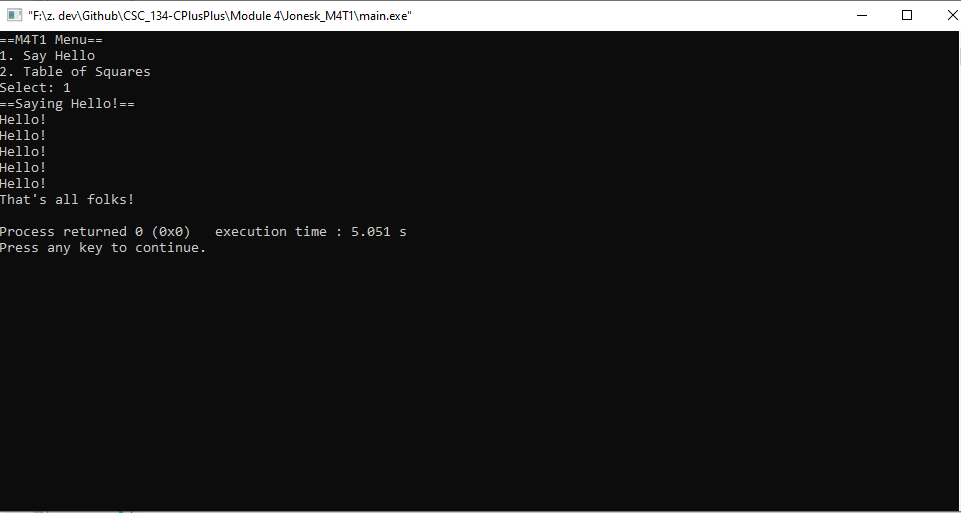 "F:\z. dev\Github\CSC_134-CPlusPlus\Module 4\Jonesk_M4T1\main.exe"
==M4T1 Menu==
1. Say Hello
2. Table of Squares
Select: 1
==Saying Hello!==
Hello!
Hello!
Hello!
Hello!
Hello!
That's all folks!
Process returned 0 (0x0)   execution time : 5.051 s
Press any key to continue.